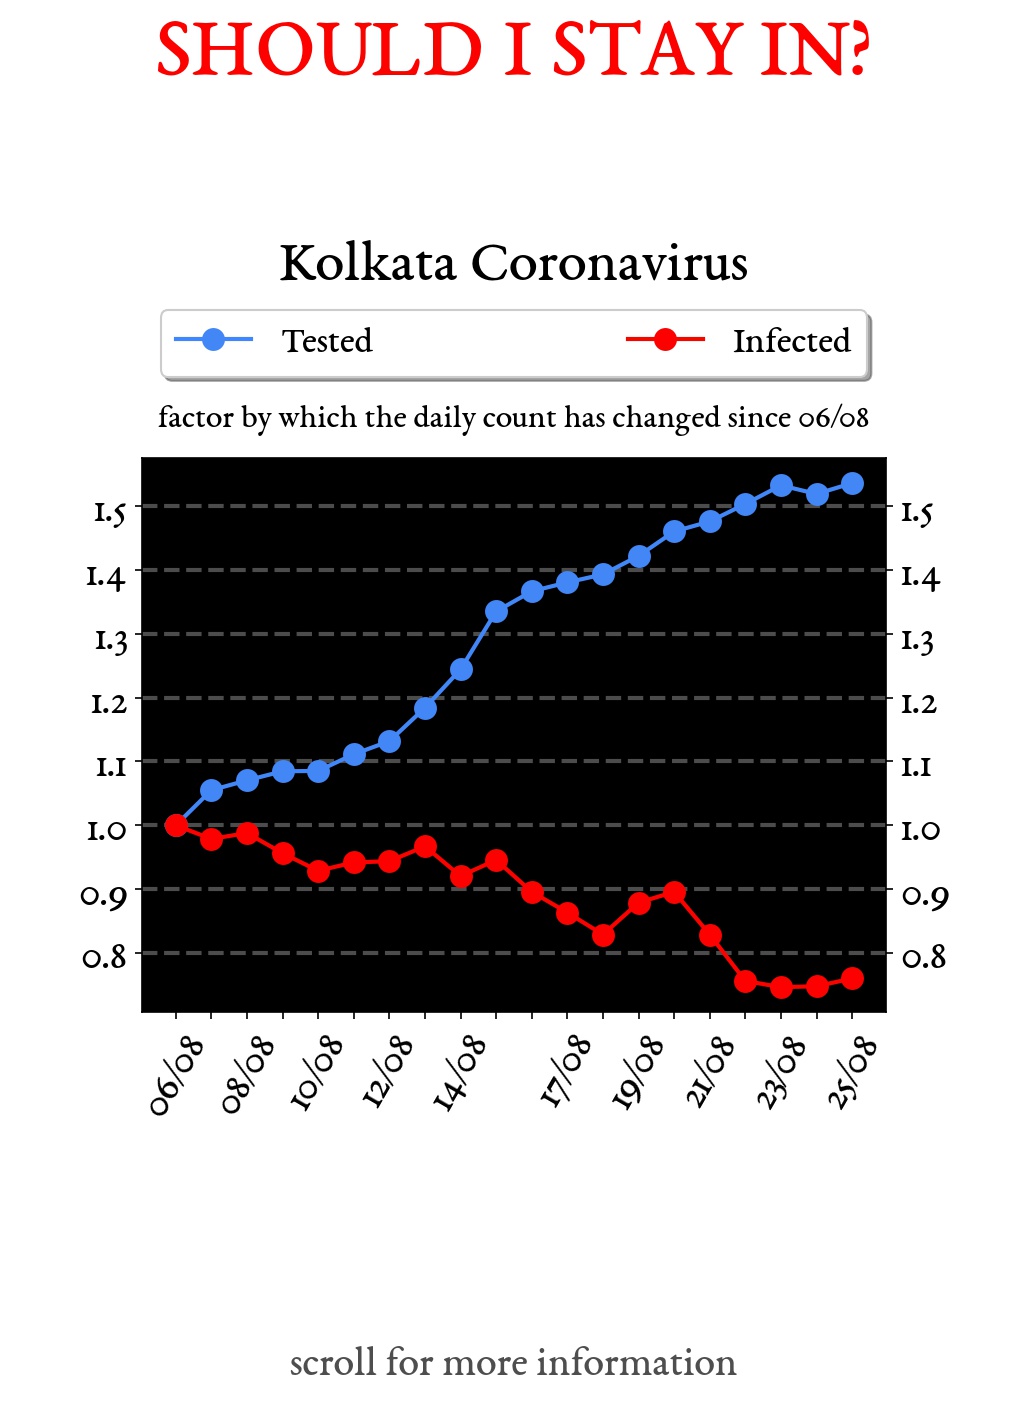 SHOULD I STAY IN?
Kolkata Coronavirus
Tested Infected
factor by which the daily count has changed since 06/08
1.5 1.5
1.4 1.4
1.3 1.3
1.2 1.2
1.1 1.1
1.0 1.0
0.9 0.9
0.8 0.8
06/08 08/08 10/08 12/08 14/08 17/08 19/08 21/08 23/08 25/08
scroll for more information